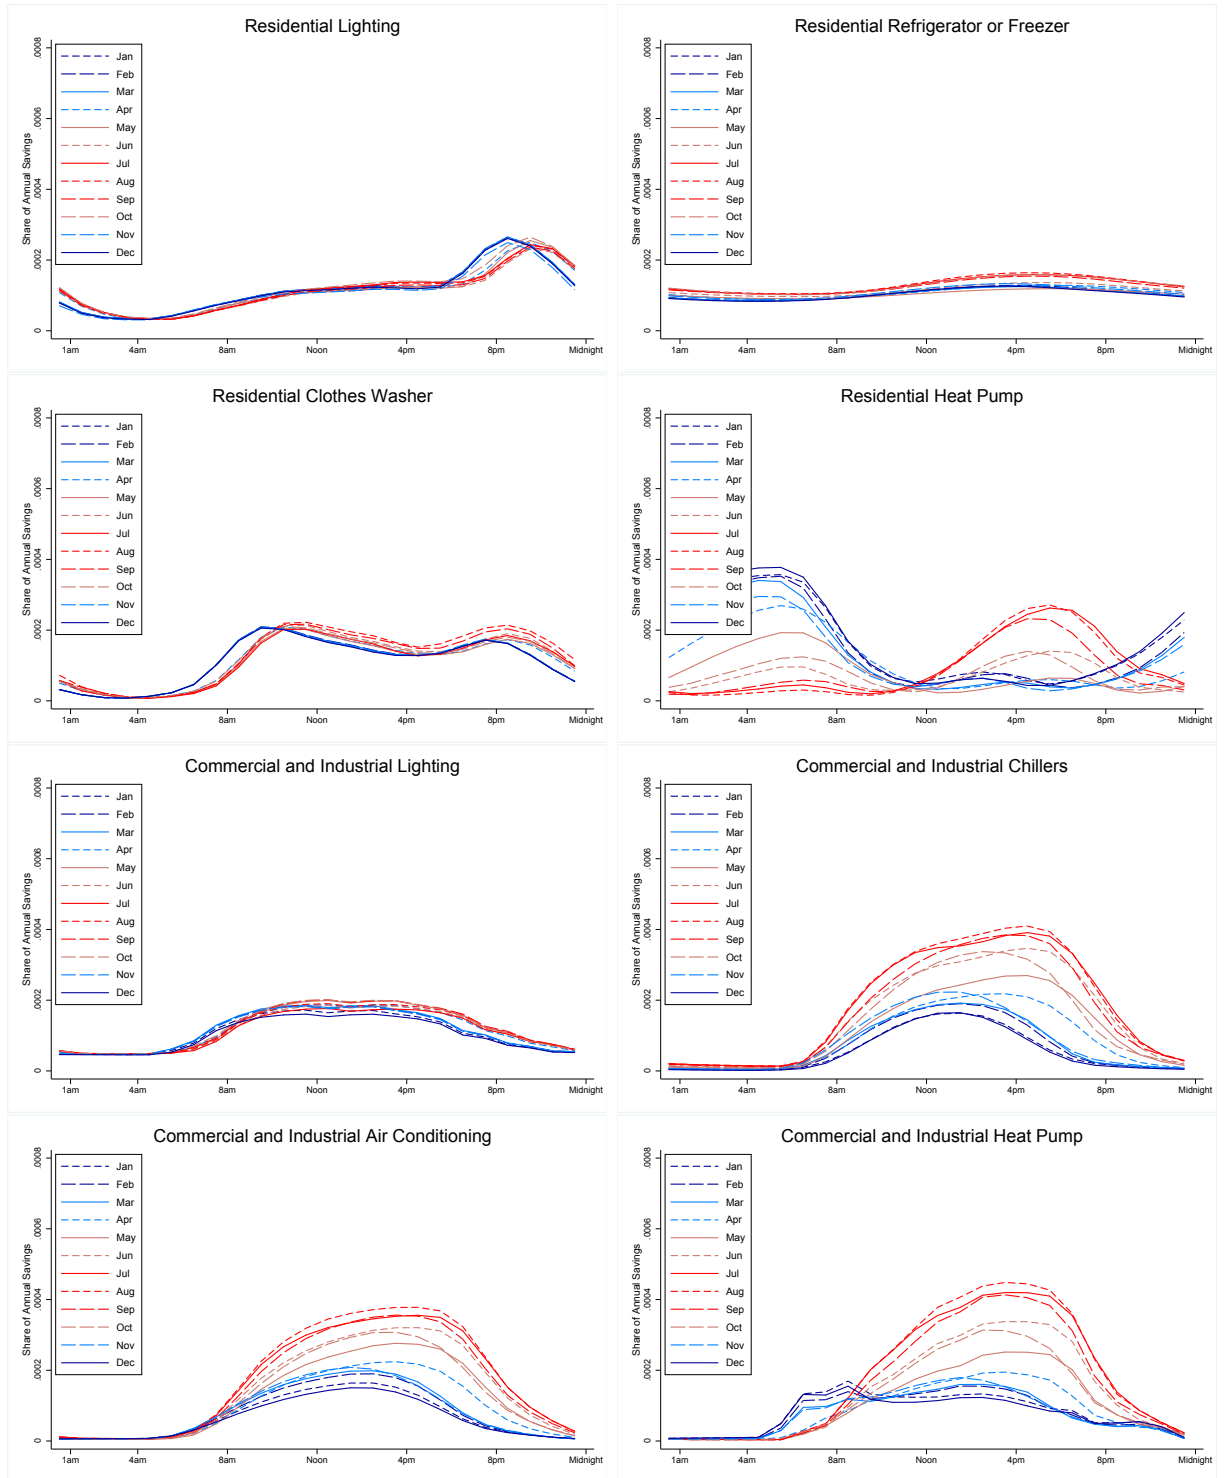 Residential Lighting
Share of Annual Savings
0 .0002 .0004 .0006 .0008
Jan
Feb
Mar
Apr
May
Jun
Jul
Aug
Sep
Oct
Nov
Dec
1am 4am 8am Noon 4pm 8pm Midnight
Residential Refrigerator or Freezer
Share of Annual Savings
0 .0002 .0004 .0006 .0008
Jan
Feb
Mar
Apr
May
Jun
Jul
Aug
Sep
Oct
Nov
Dec
1am 4am 8am Noon 4pm 8pm Midnight
Residential Clothes Washer
Share of Annual Savings
0 .0002 .0004 .0006 .0008
Jan
Feb
Mar
Apr
May
Jun
Jul
Aug
Sep
Oct
Nov
Dec
1am 4am 8am Noon 4pm 8pm Midnight
Residential Heat Pump
Share of Annual Savings
0 .0002 .0004 .0006 .0008
Jan
Feb
Mar
Apr
May
Jun
Jul
Aug
Sep
Oct
Nov
Dec
1am 4am 8am Noon 4pm 8pm Midnight
Commercial and Industrial Lighting
Share of Annual Savings
0 .0002 .0004 .0006 .0008
Jan
Feb
Mar
Apr
May
Jun
Jul
Aug
Sep
Oct
Nov
Dec
1am 4am 8am Noon 4pm 8pm Midnight
Commercial and Industrial Chillers
Share of Annual Savings
0 .0002 .0004 .0006 .0008
Jan
Feb
Mar
Apr
May
Jun
Jul
Aug
Sep
Oct
Nov
Dec
1am 4am 8am Noon 4pm 8pm Midnight
Commercial and Industrial Air Conditioning
Share of Annual Savings
0 .0002 .0004 .0006 .0008
Jan
Feb
Mar
Apr
May
Jun
Jul
Aug
Sep
Oct
Nov
Dec
1am 4am 8am Noon 4pm 8pm Midnight
Commercial and Industrial Heat Pump
Share of Annual Savings
0 .0002 .0004 .0006 .0008
Jan
Feb
Mar
Apr
May
Jun
Jul
Aug
Sep
Oct
Nov
Dec
1am 4am 8am Noon 4pm 8pm Midnight